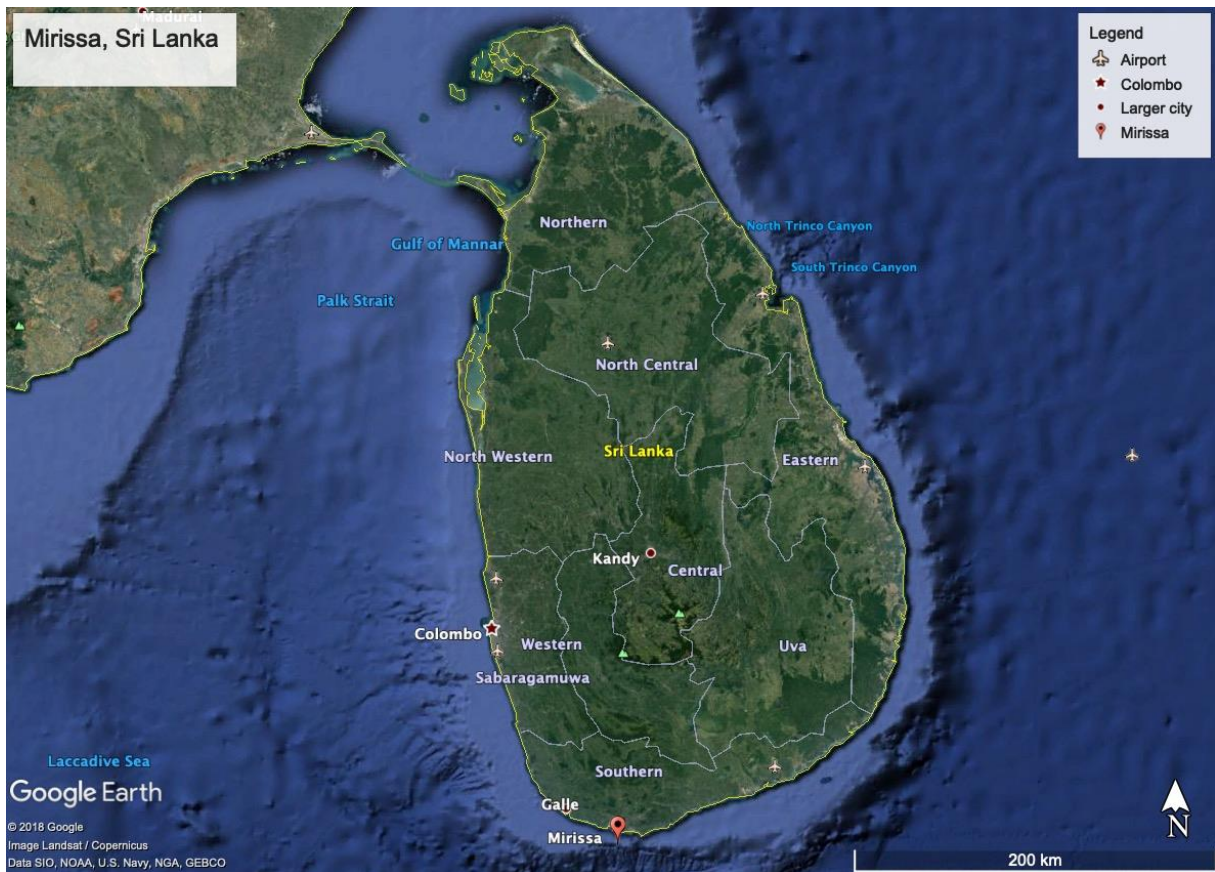 Madurai
Mirissa, Sri Lanka
Legend
Airport
Colombo
Larger city
Mirissa
Northern
North Trinco Canyon
Gulf of Mannar
South Trinco Canyon
Palk Strait
North Central
Sri Lanka
North Western
Eastern
Kandy
Central
Colombo
Western
Uva
Sabaragamuwa
Laccadive Sea
Southern
Google Earth
Galle
© 2018 Google
Mirissa
N
Image Landsat / Copernicus
Data SIO, NOAA, U.S. Navy, NGA, GEBCO
200 km